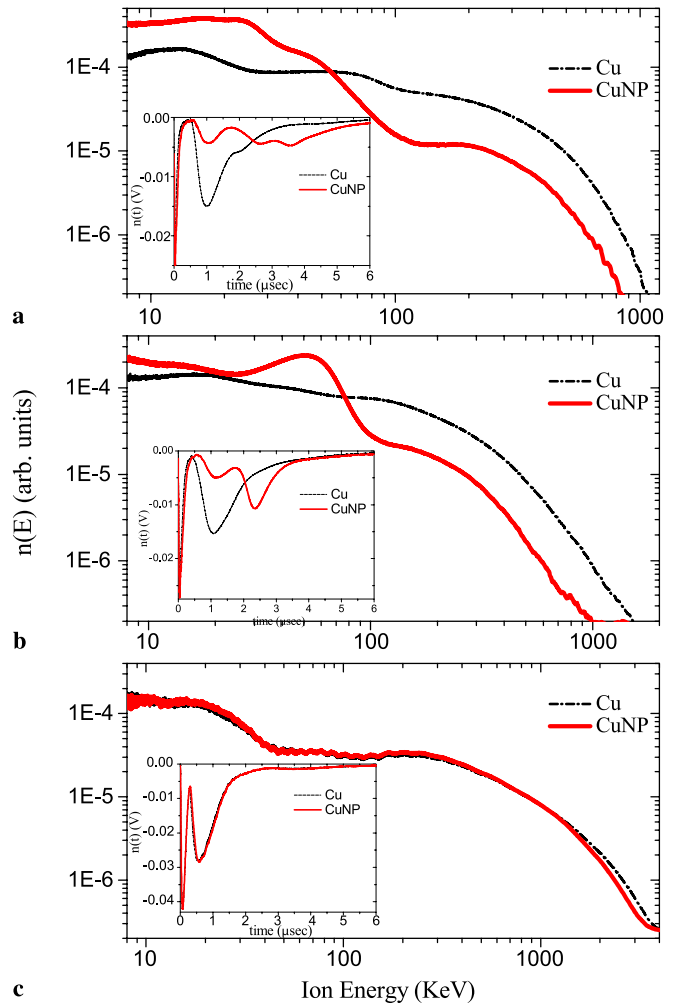 1E-4
1E-5
1E-6
Cu
CuNP
0.00
-0.01
-0.02
n(t) (V)
0 1 2 3 4 5 6
time (μsec)
Cu
CuNP
10 100 1000
a
1E-4
1E-5
1E-6
Cu
CuNP
0.00
-0.01
-0.02
n(t) (V)
0 1 2 3 4 5 6
time (μsec)
Cu
CuNP
10 100 1000
b
n(E) (arb. units)
1E-4
1E-5
1E-6
Cu
CuNP
0.00
-0.01
-0.02
-0.03
-0.04
n(t) (V)
0 1 2 3 4 5 6
time (μsec)
Cu
CuNP
10 100 1000
c
Ion Energy (KeV)